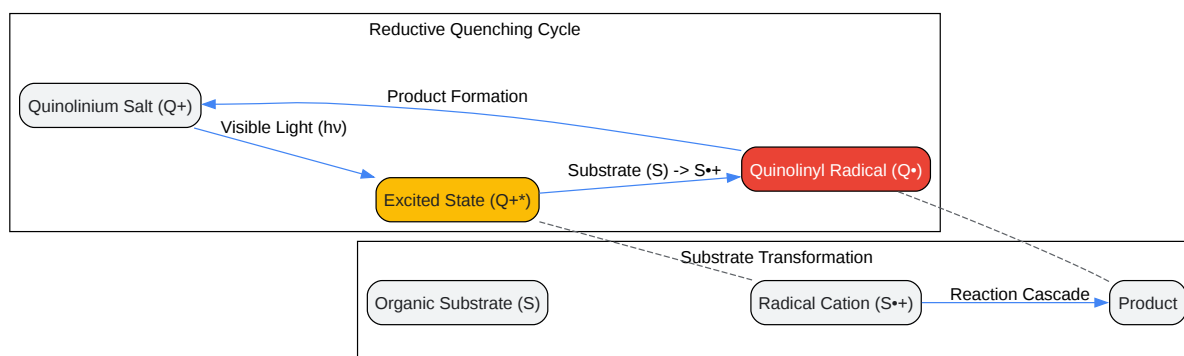 Reductive Quenching Cycle
Quinolinium Salt (Q+)
Product Formation
Visible Light (hν)
Substrate (S) -> S•+
Quinolinyl Radical (Q•)
Excited State (Q+*)
Substrate Transformation
Organic Substrate (S)
Radical Cation (S•+)
Reaction Cascade
Product